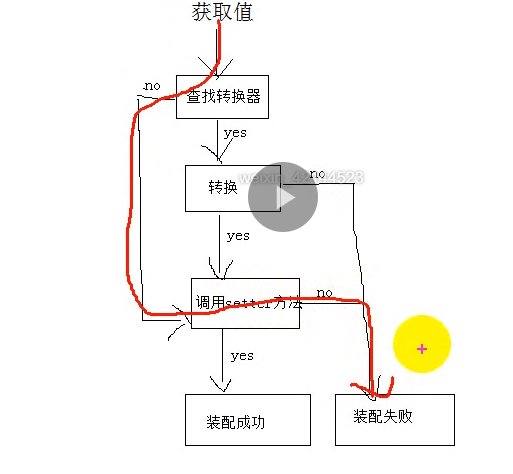 获取值
no
查找转换器
yes
weixin_42044523
转换
no
yes
调用setter方法
no
yes
装配成功
装配失败